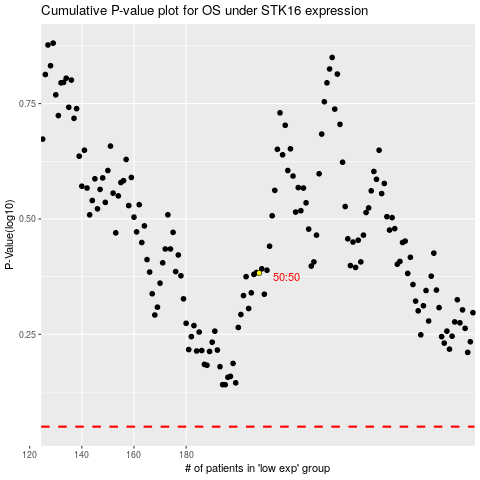 Cumulative P-value plot for OS under STK16 expression
P-Value(log10)
0.75
0.50
0.25
50:50
120 140 160 180
# of patients in 'low exp' group